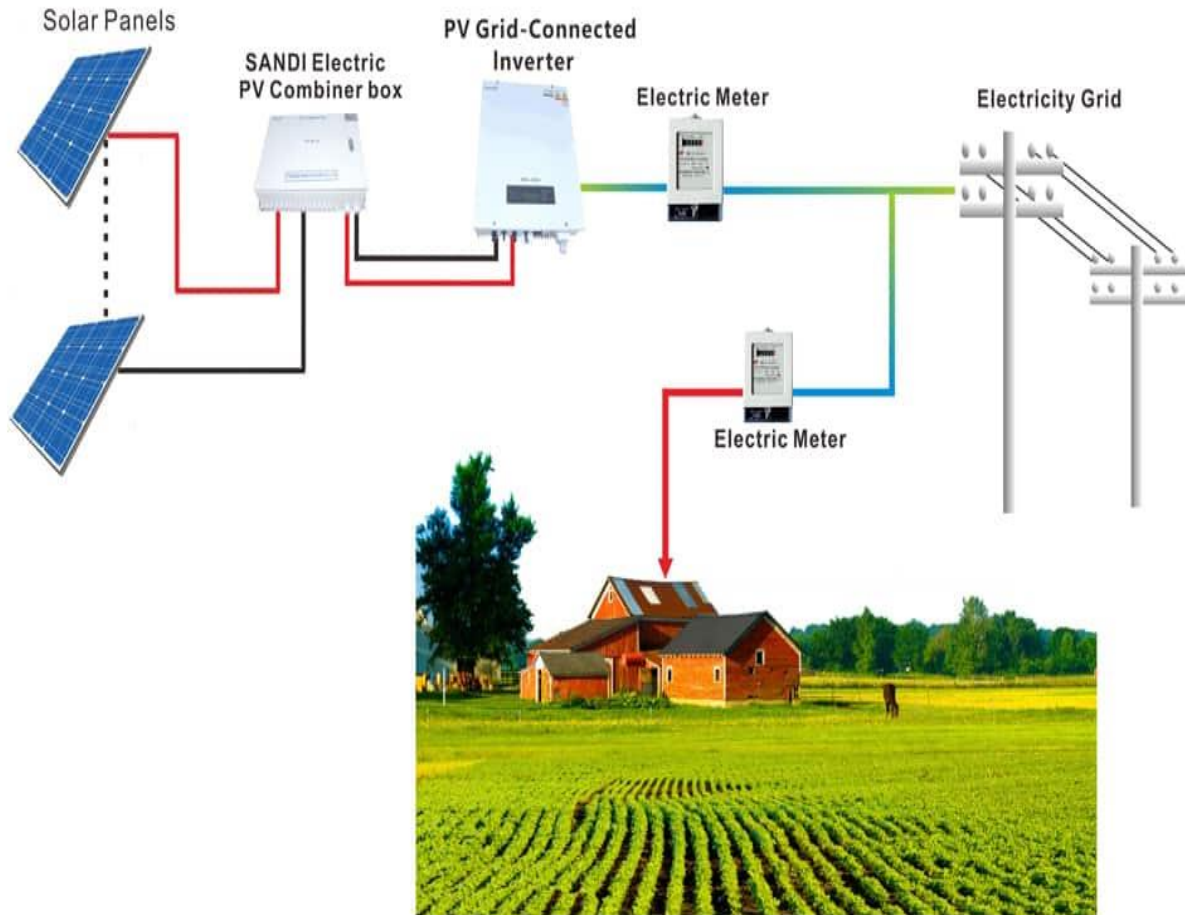 Solar Panels
SANDI Electric
PV Combiner box
PV Grid-Connected
Inverter
Electric Meter
Electricity Grid
Electric Meter